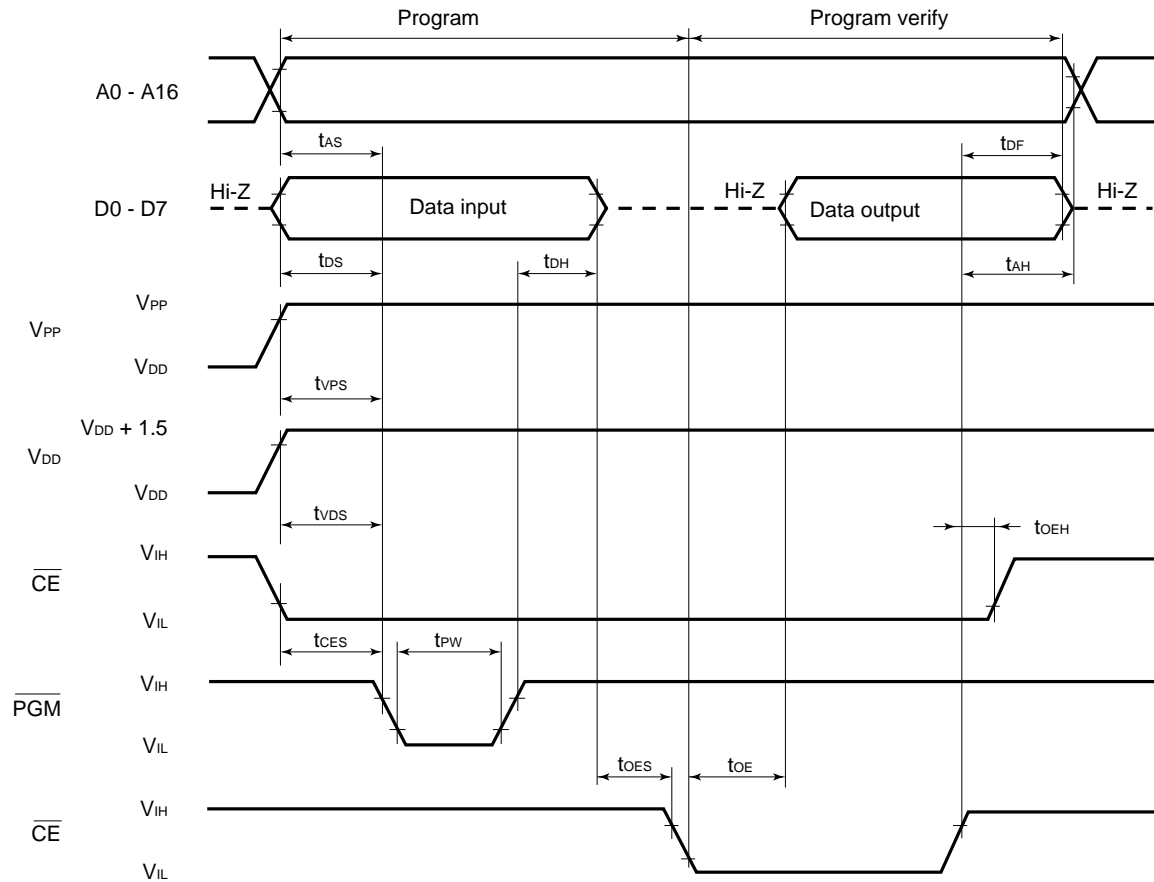 Program Program verify
A0 - A16
tAS tDF
Hi-Z Hi-Z Hi-Z
D0 - D7 Data input Data output
tDS tDH tAH
VPP
VPP
VDD
tVPS
VDD + 1.5
VDD
VDD
tVDS
tOEH
VIH
CE
VIL
tCES tPW
VIH
PGM
VIL
tOES tOE
VIH
CE
VIL